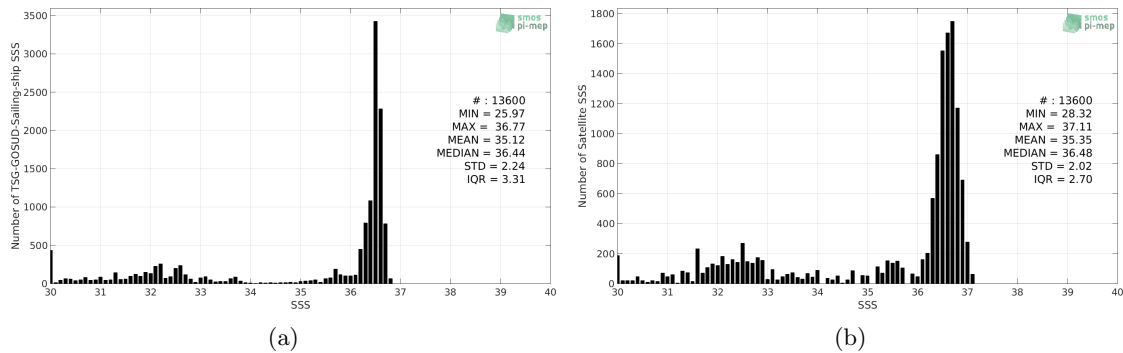 smos
pi-mep
Number of TSG-GOSUD-Sailing-ship SSS
3500
3000
2500
2000
1500
1000
500
0
# : 13600
MIN = 25.97
MAX = 36.77
MEAN = 35.12
MEDIAN = 36.44
STD = 2.24
IQR = 3.31
30 31 32 33 34 35 36 37 38 39 40
SSS
(a)
smos
pi-mep
Number of Satellite SSS
1800
1600
1400
1200
1000
800
600
400
200
0
# : 13600
MIN = 28.32
MAX = 37.11
MEAN = 35.35
MEDIAN = 36.48
STD = 2.02
IQR = 2.70
30 31 32 33 34 35 36 37 38 39 40
SSS
(b)